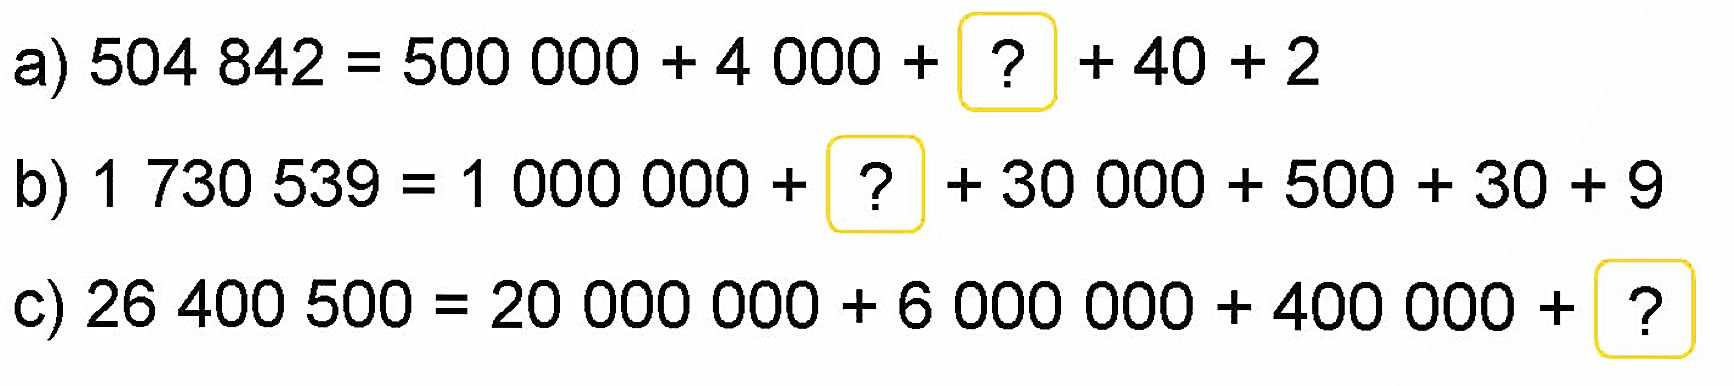 a) 504 842 = 500 000 + 4 000 + ? + 40 + 2
b) 1 730 539 = 1 000 000 + ? + 30 000 + 500 + 30 + 9
c) 26 400 500 = 20 000 000 + 6 000 000 + 400 000 + ?